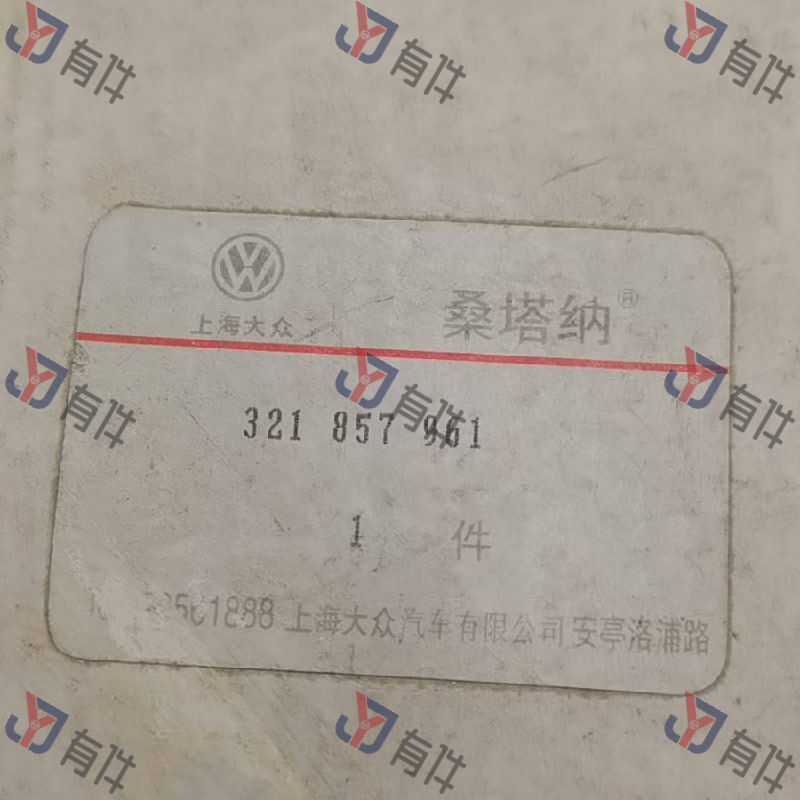 有件 有件 有件
上海大众 桑塔纳®
有件 有件 有件
321 857 961
1 件
上海大众汽车有限公司 安亭洛浦路
有件 有件 有件